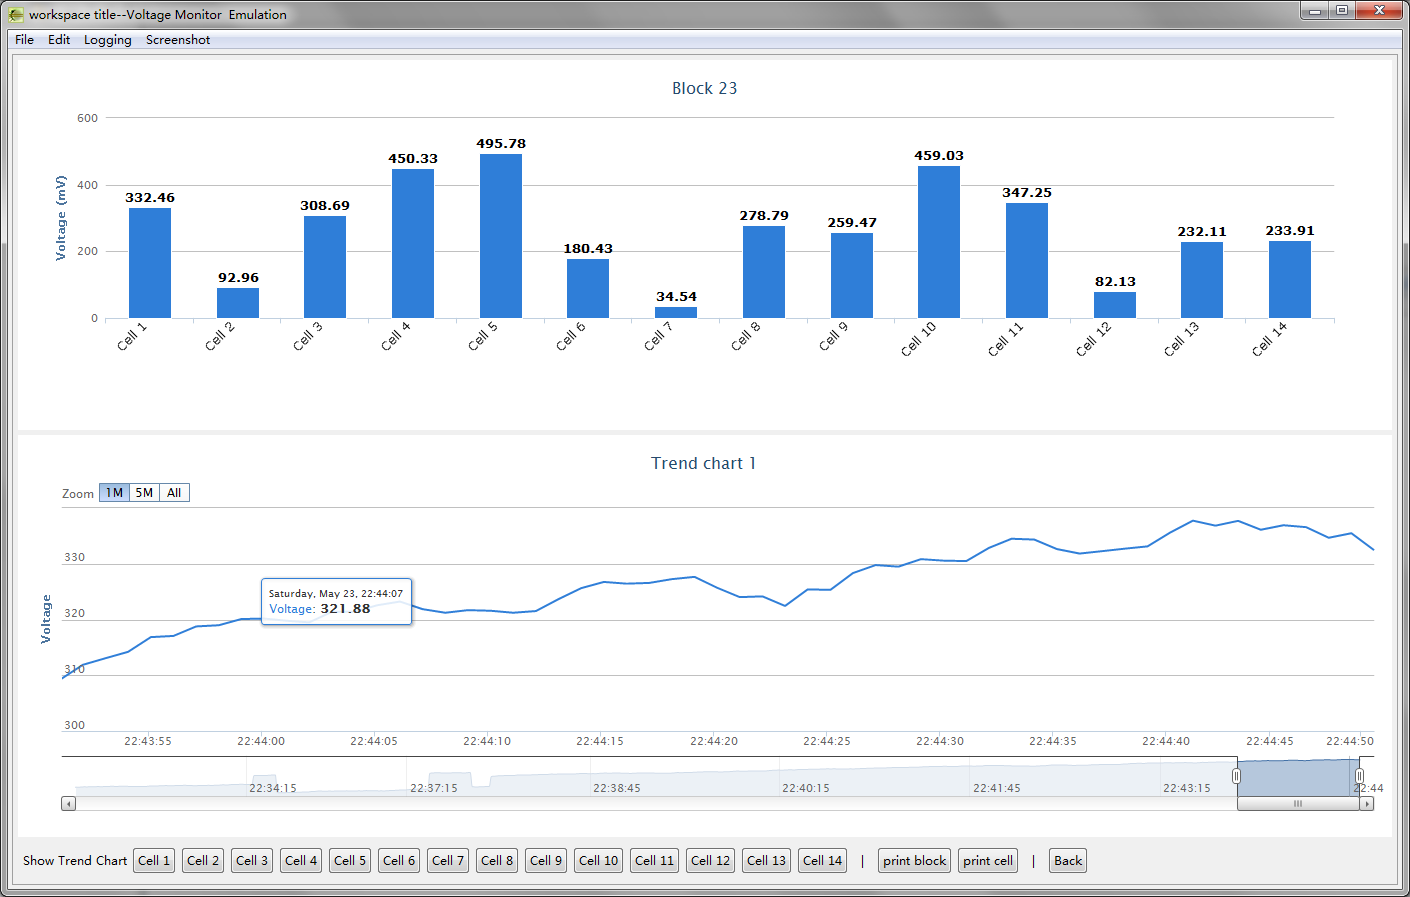 workspace title--Voltage Monitor  Emulation
File Edit Logging Screenshot
Block 23
Voltage (mV)
600
400
200
0
332.46 92.96 308.69 450.33 495.78 180.43 34.54 278.79 259.47 459.03 347.25 82.13 232.11 233.91
Cell 1 Cell 2 Cell 3 Cell 4 Cell 5 Cell 6 Cell 7 Cell 8 Cell 9 Cell 10 Cell 11 Cell 12 Cell 13 Cell 14
Trend chart 1
Zoom 1M 5M All
Voltage
330
320
310
300
Saturday, May 23, 22:44:07
Voltage: 321.88
22:43:55 22:44:00 22:44:05 22:44:10 22:44:15 22:44:20 22:44:25 22:44:30 22:44:35 22:44:40 22:44:45 22:44:50
22:34:15 22:37:15 22:38:45 22:40:15 22:41:45 22:43:15 22:44
Show Trend Chart Cell 1 Cell 2 Cell 3 Cell 4 Cell 5 Cell 6 Cell 7 Cell 8 Cell 9 Cell 10 Cell 11 Cell 12 Cell 13 Cell 14 | print block print cell | Back